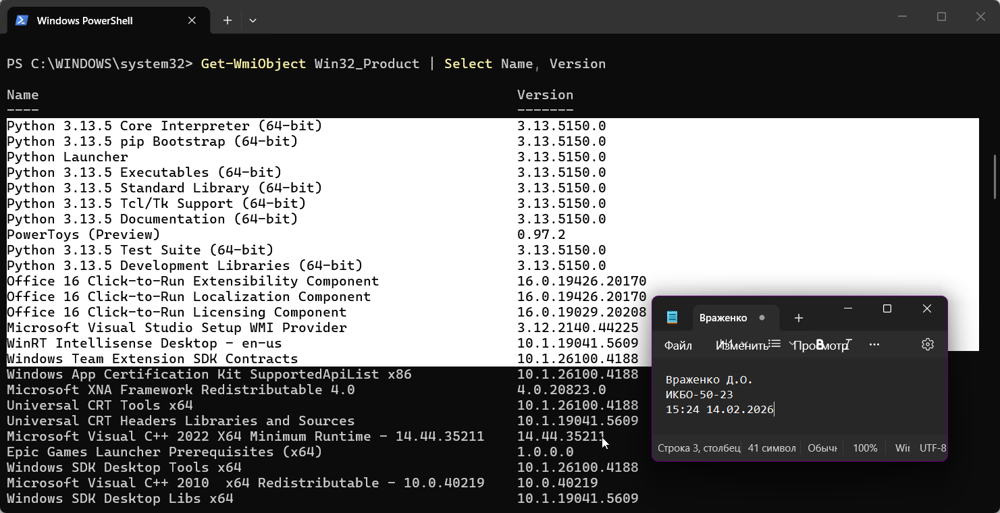 Windows PowerShell
PS C:\WINDOWS\system32> Get-WmiObject Win32_Product | Select Name, Version
Name Version
---- -------
Python 3.13.5 Core Interpreter (64-bit) 3.13.5150.0
Python 3.13.5 pip Bootstrap (64-bit) 3.13.5150.0
Python Launcher 3.13.5150.0
Python 3.13.5 Executables (64-bit) 3.13.5150.0
Python 3.13.5 Standard Library (64-bit) 3.13.5150.0
Python 3.13.5 Tcl/Tk Support (64-bit) 3.13.5150.0
Python 3.13.5 Documentation (64-bit) 3.13.5150.0
PowerToys (Preview) 0.97.2
Python 3.13.5 Test Suite (64-bit) 3.13.5150.0
Python 3.13.5 Development Libraries (64-bit) 3.13.5150.0
Office 16 Click-to-Run Extensibility Component 16.0.19426.20170
Office 16 Click-to-Run Localization Component 16.0.19426.20170
Office 16 Click-to-Run Licensing Component 16.0.19029.20208
Microsoft Visual Studio Setup WMI Provider 3.12.2140.44225
WinRT Intellisense Desktop - en-us 10.1.19041.5609
Windows Team Extension SDK Contracts 10.1.26100.4188
Windows App Certification Kit SupportedApiList x86 10.1.26100.4188
Microsoft XNA Framework Redistributable 4.0 4.0.20823.0
Universal CRT Tools x64 10.1.26100.4188
Universal CRT Headers Libraries and Sources 10.1.19041.5609
Microsoft Visual C++ 2022 X64 Minimum Runtime - 14.44.35211 14.44.35211
Epic Games Launcher Prerequisites (x64) 1.0.0.0
Windows SDK Desktop Tools x64 10.1.26100.4188
Microsoft Visual C++ 2010  x64 Redistributable - 10.0.40219 10.0.40219
Windows SDK Desktop Libs x64 10.1.19041.5609
Враженко
Файл Изменить Просмотр
Враженко Д.О.
ИКБО-50-23
15:24 14.02.2026
Строка 3, столбец 41 символ Обычн 100% Wi UTF-8